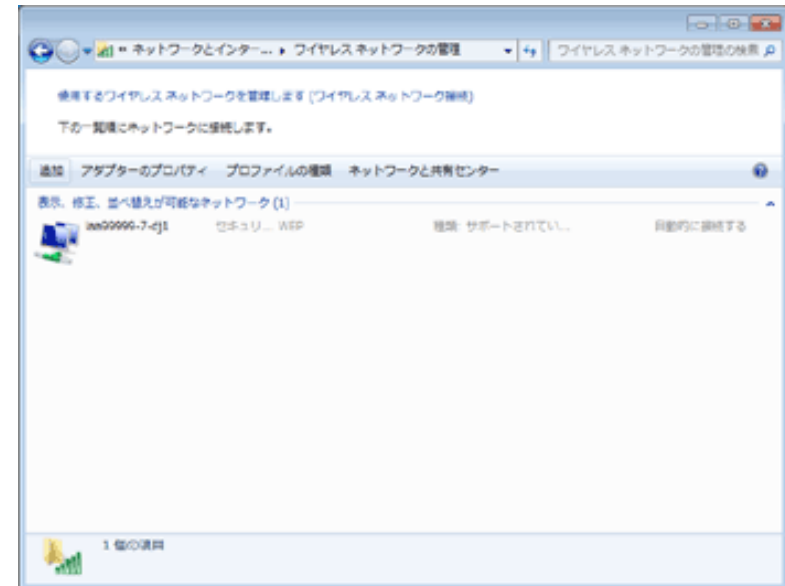 « ネットワークとインター... ▸ ワイヤレス ネットワークの管理 ワイヤレス ネットワークの管理の検索
使用するワイヤレス ネットワークを管理します (ワイヤレス ネットワーク接続)
下の一覧順にネットワークに接続します。
追加 アダプターのプロパティ プロファイルの種類 ネットワークと共有センター
表示、修正、並べ替えが可能なネットワーク (1)
セキュリ... WEP 種類: サポートされてい... 自動的に接続する
1 個の項目